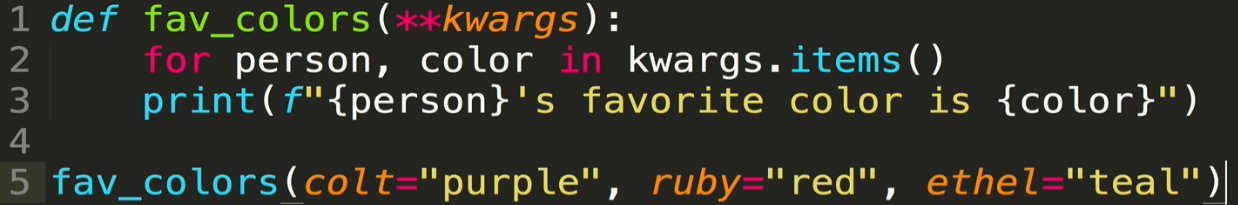 1 def fav_colors(**kwargs):
2     for person, color in kwargs.items()
3     print(f"{person}'s favorite color is {color}")
4
5 fav_colors(colt="purple", ruby="red", ethel="teal")